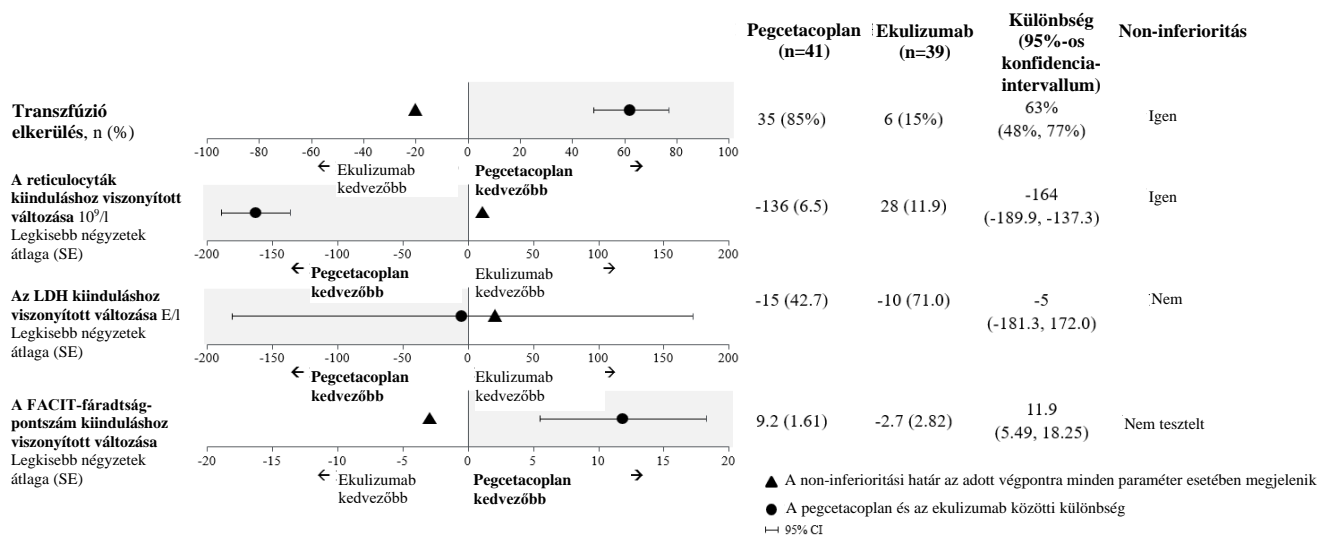 Pegcetacoplan
(n=41)
Ekulizumab
(n=39)
Különbség
(95%-os
konfidencia-
intervallum)
Non-inferioritás
Transzfúzió
elkerülés, n (%)
-100 -80 -60 -40 -20 0 20 40 60 80 100
← Ekulizumab
kedvezőbb
Pegcetacoplan →
kedvezőbb
35 (85%)
6 (15%)
63%
(48%, 77%)
Igen
A reticulocyták
kiinduláshoz viszonyított
változása 10⁹/l
Legkisebb négyzetek
átlaga (SE)
-200 -150 -100 -50 0 50 100 150 200
← Pegcetacoplan
kedvezőbb
Ekulizumab →
kedvezőbb
-136 (6.5)
28 (11.9)
-164
(-189.9, -137.3)
Igen
Az LDH kiinduláshoz
viszonyított változása E/l
Legkisebb négyzetek
átlaga (SE)
-200 -150 -100 -50 0 50 100 150 200
← Pegcetacoplan
kedvezőbb
Ekulizumab →
kedvezőbb
-15 (42.7)
-10 (71.0)
-5
(-181.3, 172.0)
Nem
A FACIT-fáradtság-
pontszám kiinduláshoz
viszonyított változása
Legkisebb négyzetek
átlaga (SE)
-20 -15 -10 -5 0 5 10 15 20
← Ekulizumab
kedvezőbb
Pegcetacoplan →
kedvezőbb
9.2 (1.61)
-2.7 (2.82)
11.9
(5.49, 18.25)
Nem tesztelt
▲ A non-inferioritási határ az adott végpontra minden paraméter esetében megjelenik
● A pegcetacoplan és az ekulizumab közötti különbség
95% CI